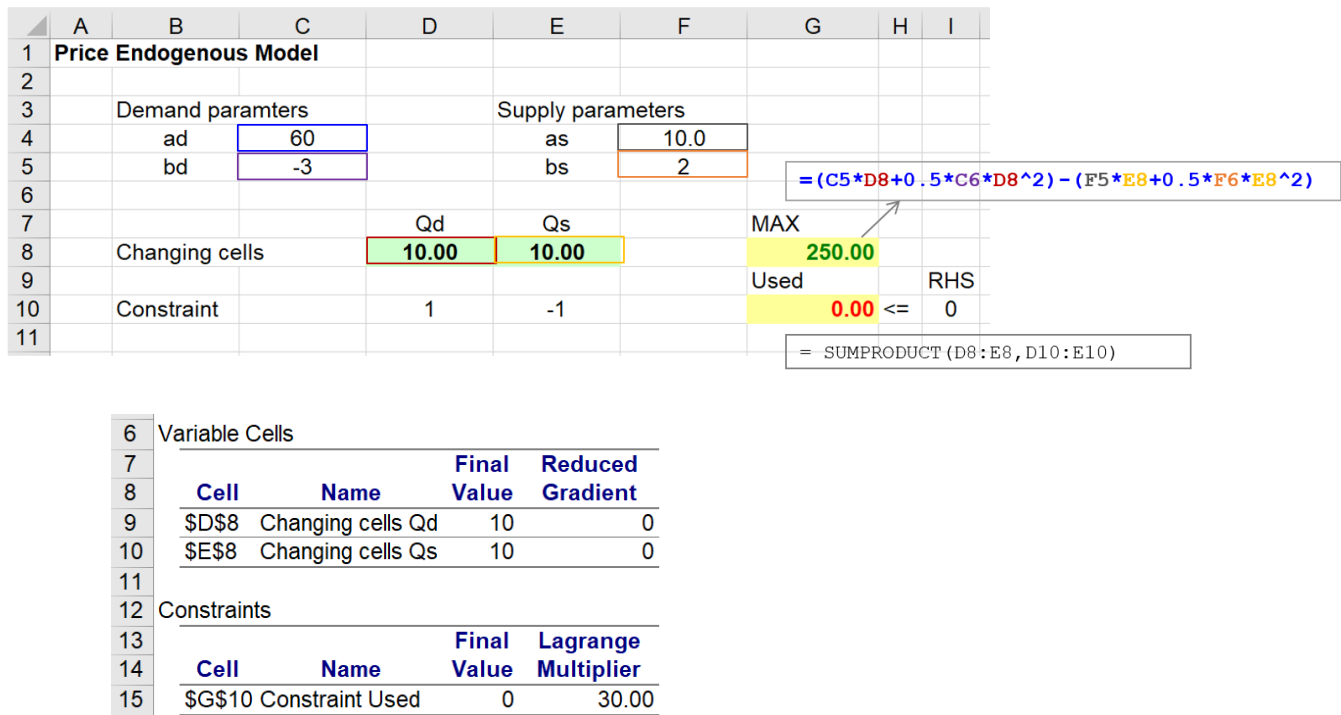 A B C D E F G H I
1 Price Endogenous Model
2
3 Demand paramters Supply parameters
4 ad 60 as 10.0
5 bd -3 bs 2
=(C5*D8+0.5*C6*D8^2)-(F5*E8+0.5*F6*E8^2)
6
7 Qd Qs MAX
8 Changing cells 10.00 10.00 250.00
9 Used RHS
10 Constraint 1 -1 0.00 <= 0
11
= SUMPRODUCT(D8:E8,D10:E10)
6 Variable Cells
7 Final Reduced
8 Cell Name Value Gradient
9 $D$8 Changing cells Qd 10 0
10 $E$8 Changing cells Qs 10 0
11
12 Constraints
13 Final Lagrange
14 Cell Name Value Multiplier
15 $G$10 Constraint Used 0 30.00